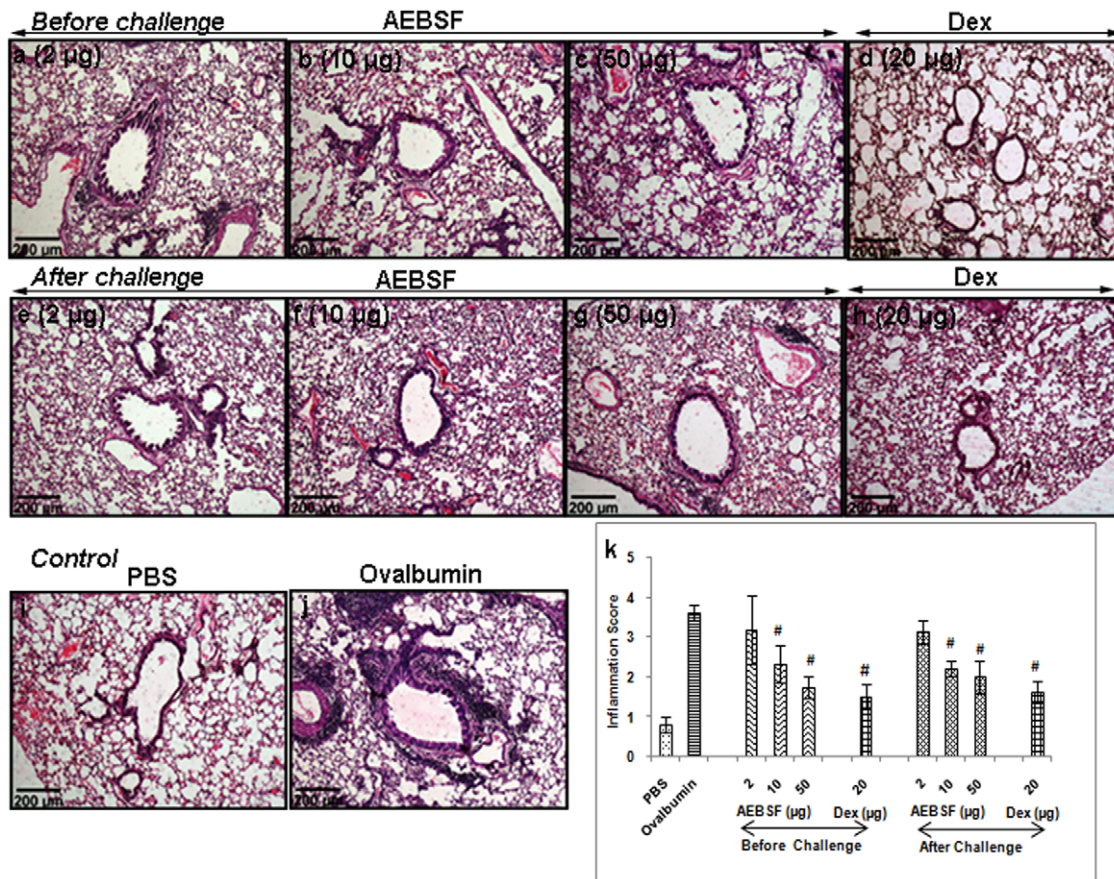 Before challenge AEBSF Dex
a (2 µg) b (10 µg) c (50 µg) d (20 µg)
200 µm 200 µm 200 µm 200 µm
After challenge AEBSF Dex
e (2 µg) f (10 µg) g (50 µg) h (20 µg)
200 µm 200 µm 200 µm 200 µm
Control
PBS Ovalbumin
i j
200 µm 200 µm
k
Inflammation Score
5
4
3
2
1
0
# # # # # #
PBS Ovalbumin 2 10 50 20 2 10 50 20
AEBSF (µg) Dex (µg) AEBSF (µg) Dex (µg)
Before Challenge After Challenge